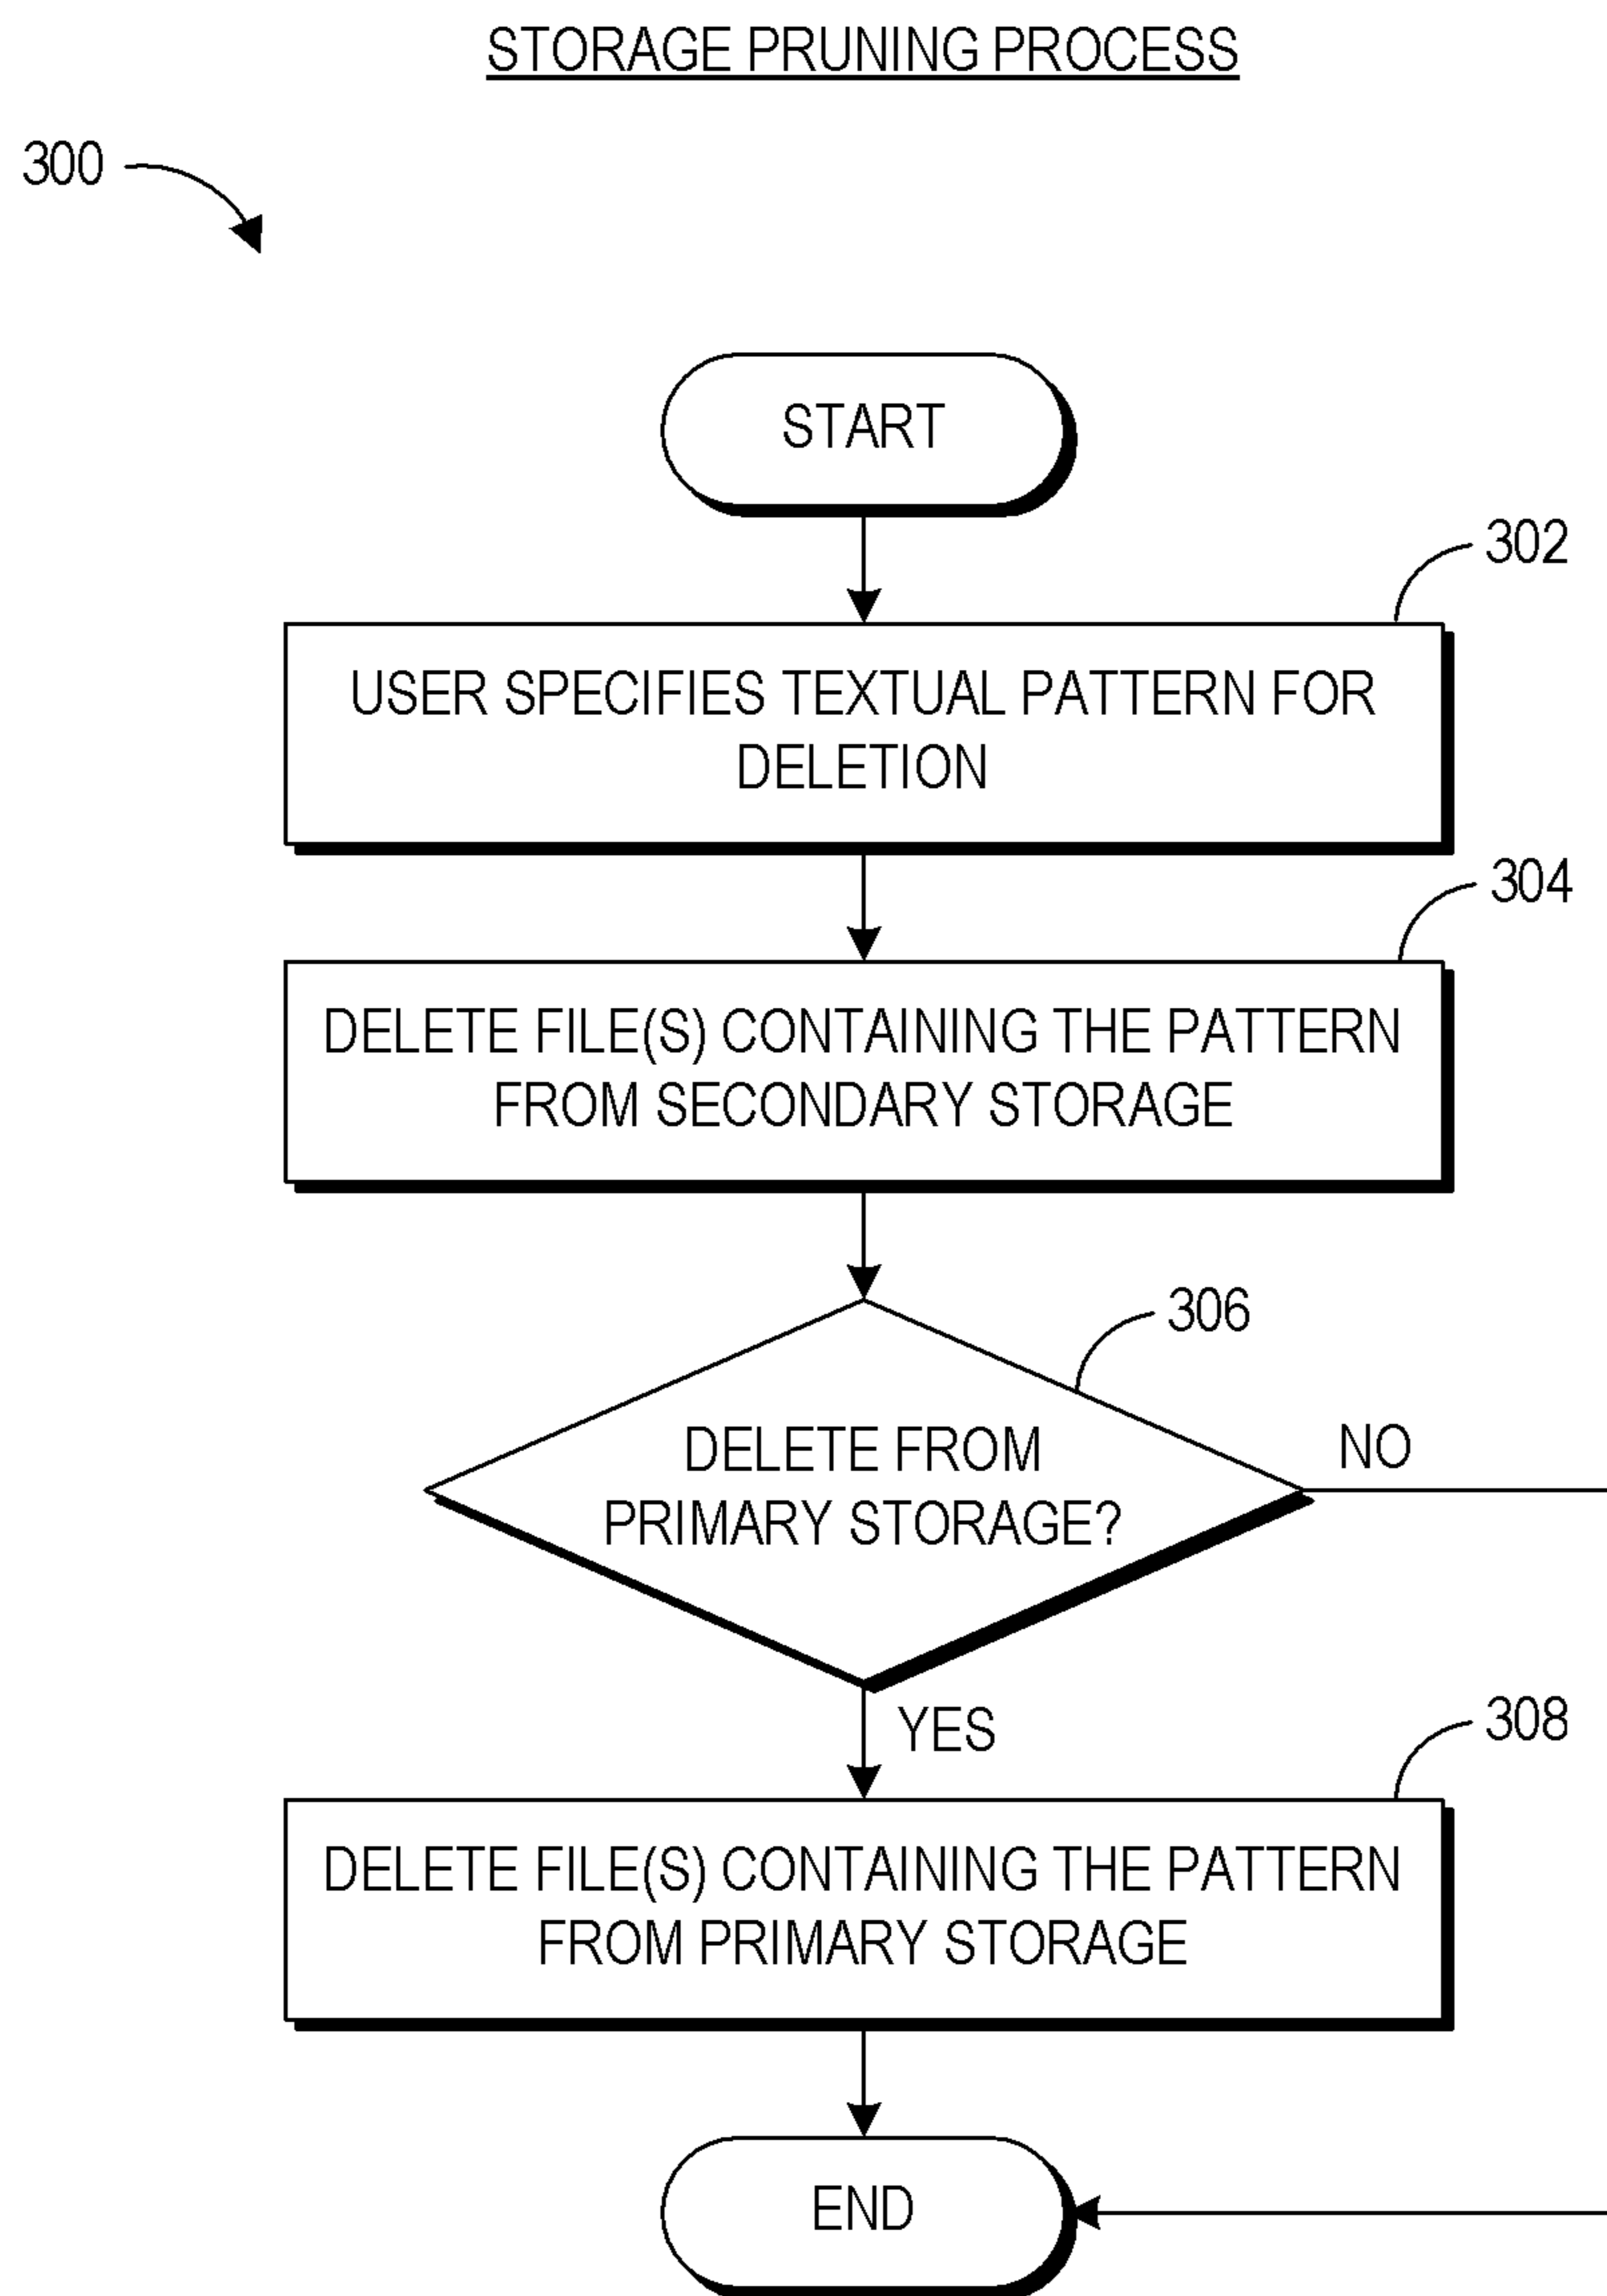 STORAGE PRUNING PROCESS
300
START
302
USER SPECIFIES TEXTUAL PATTERN FOR
DELETION
304
DELETE FILE(S) CONTAINING THE PATTERN
FROM SECONDARY STORAGE
306
DELETE FROM
PRIMARY STORAGE?
NO
YES
308
DELETE FILE(S) CONTAINING THE PATTERN
FROM PRIMARY STORAGE
END